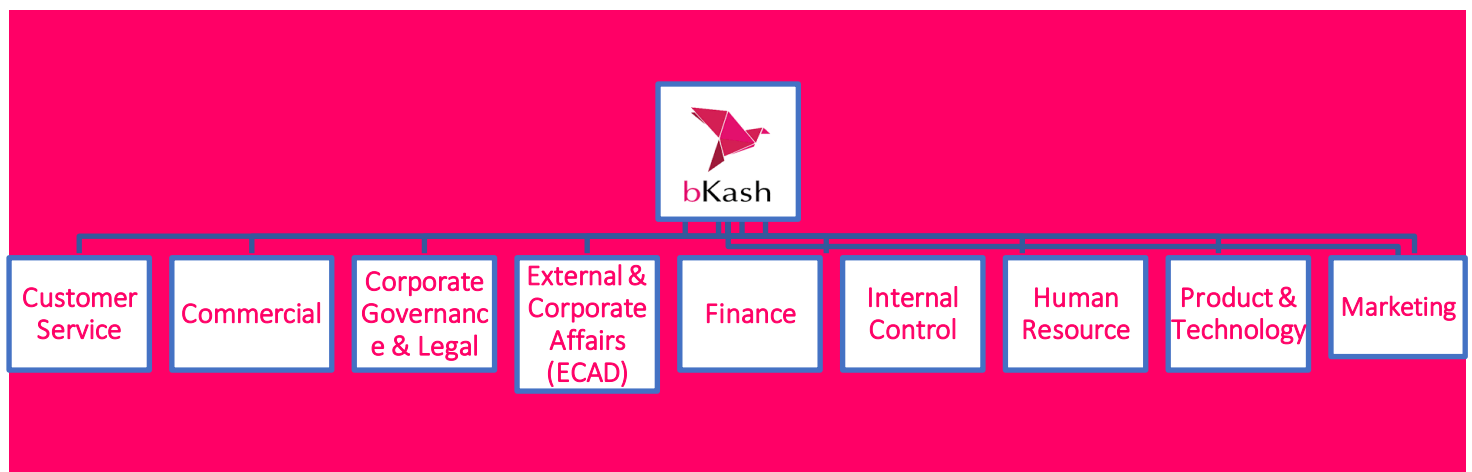 bKash
Customer
Service
Commercial
Corporate
Governanc
e & Legal
External &
Corporate
Affairs
(ECAD)
Finance
Internal
Control
Human
Resource
Product &
Technology
Marketing